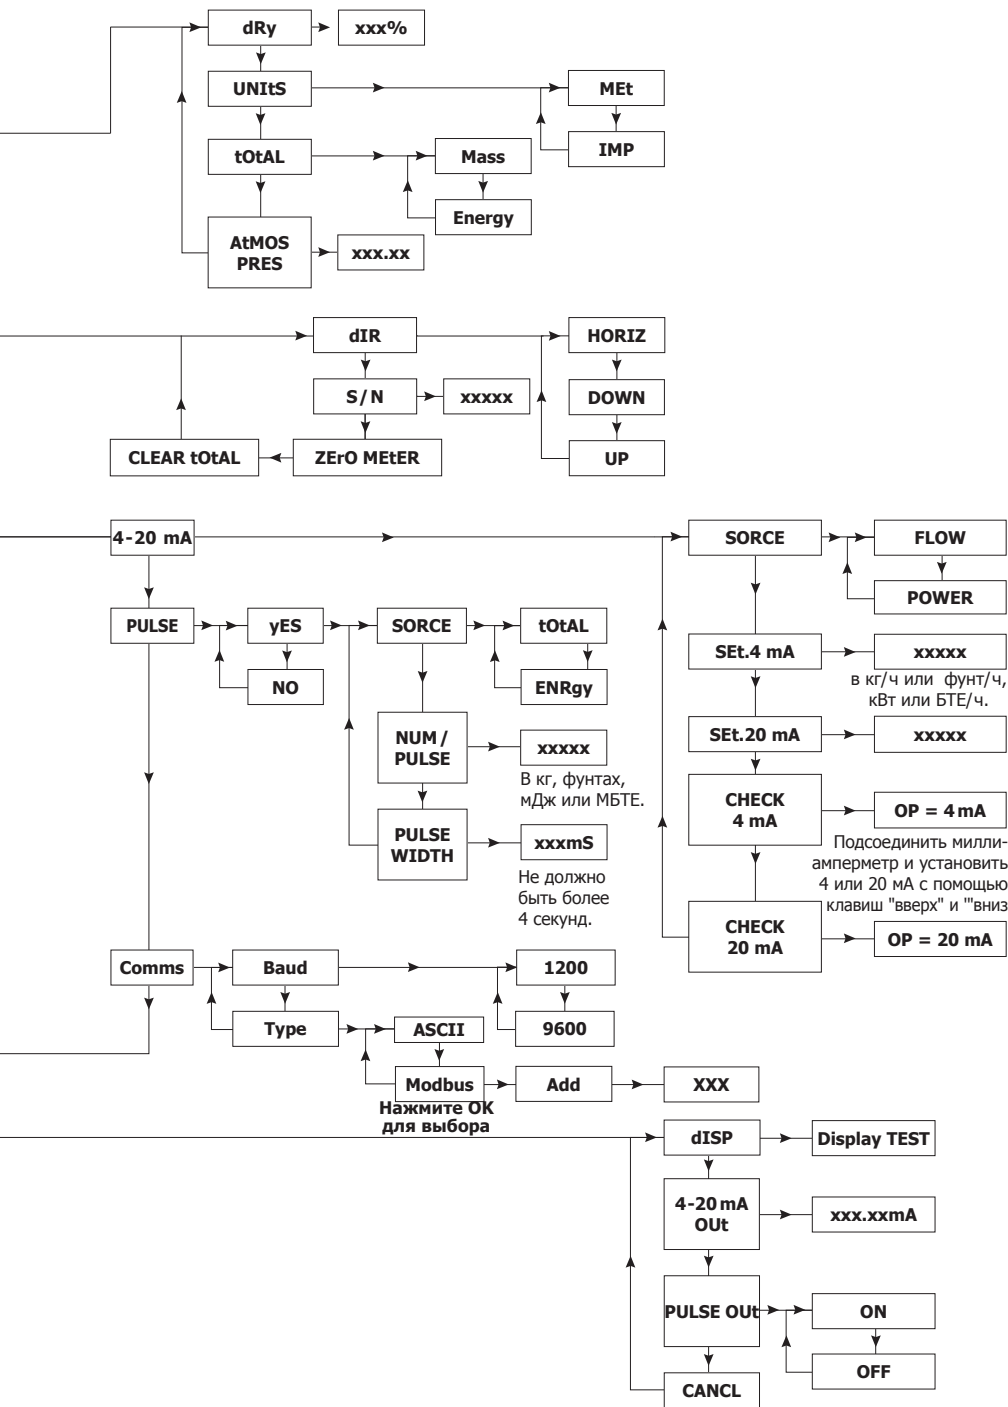 dRy
xxx%
UNItS
MEt
IMP
tOtAL
Mass
Energy
AtMOS
PRES
xxx.xx
dIR
HORIZ
S/N
xxxxx
DOWN
CLEAR tOtAL
ZErO MEtER
UP
4-20 mA
SORCE
FLOW
POWER
PULSE
yES
SORCE
tOtAL
NO
ENRgy
SEt.4 mA
xxxxx
в кг/ч или фунт/ч,
кВт или БТЕ/ч.
NUM/
PULSE
xxxxx
В кг, фунтах,
мДж или МБТЕ.
SEt.20 mA
xxxxx
PULSE
WIDTH
xxxmS
Не должно
быть более
4 секунд.
CHECK
4 mA
OP = 4 mA
Подсоединить милли-
амперметр и установить
4 или 20 мА с помощью
клавиш "вверх" и '"вниз
CHECK
20 mA
OP = 20 mA
Comms
Baud
1200
Type
ASCII
9600
Modbus
Add
XXX
Нажмите OK
для выбора
dISP
Display TEST
4-20 mA
OUt
xxx.xxmA
PULSE OUt
ON
OFF
CANCL